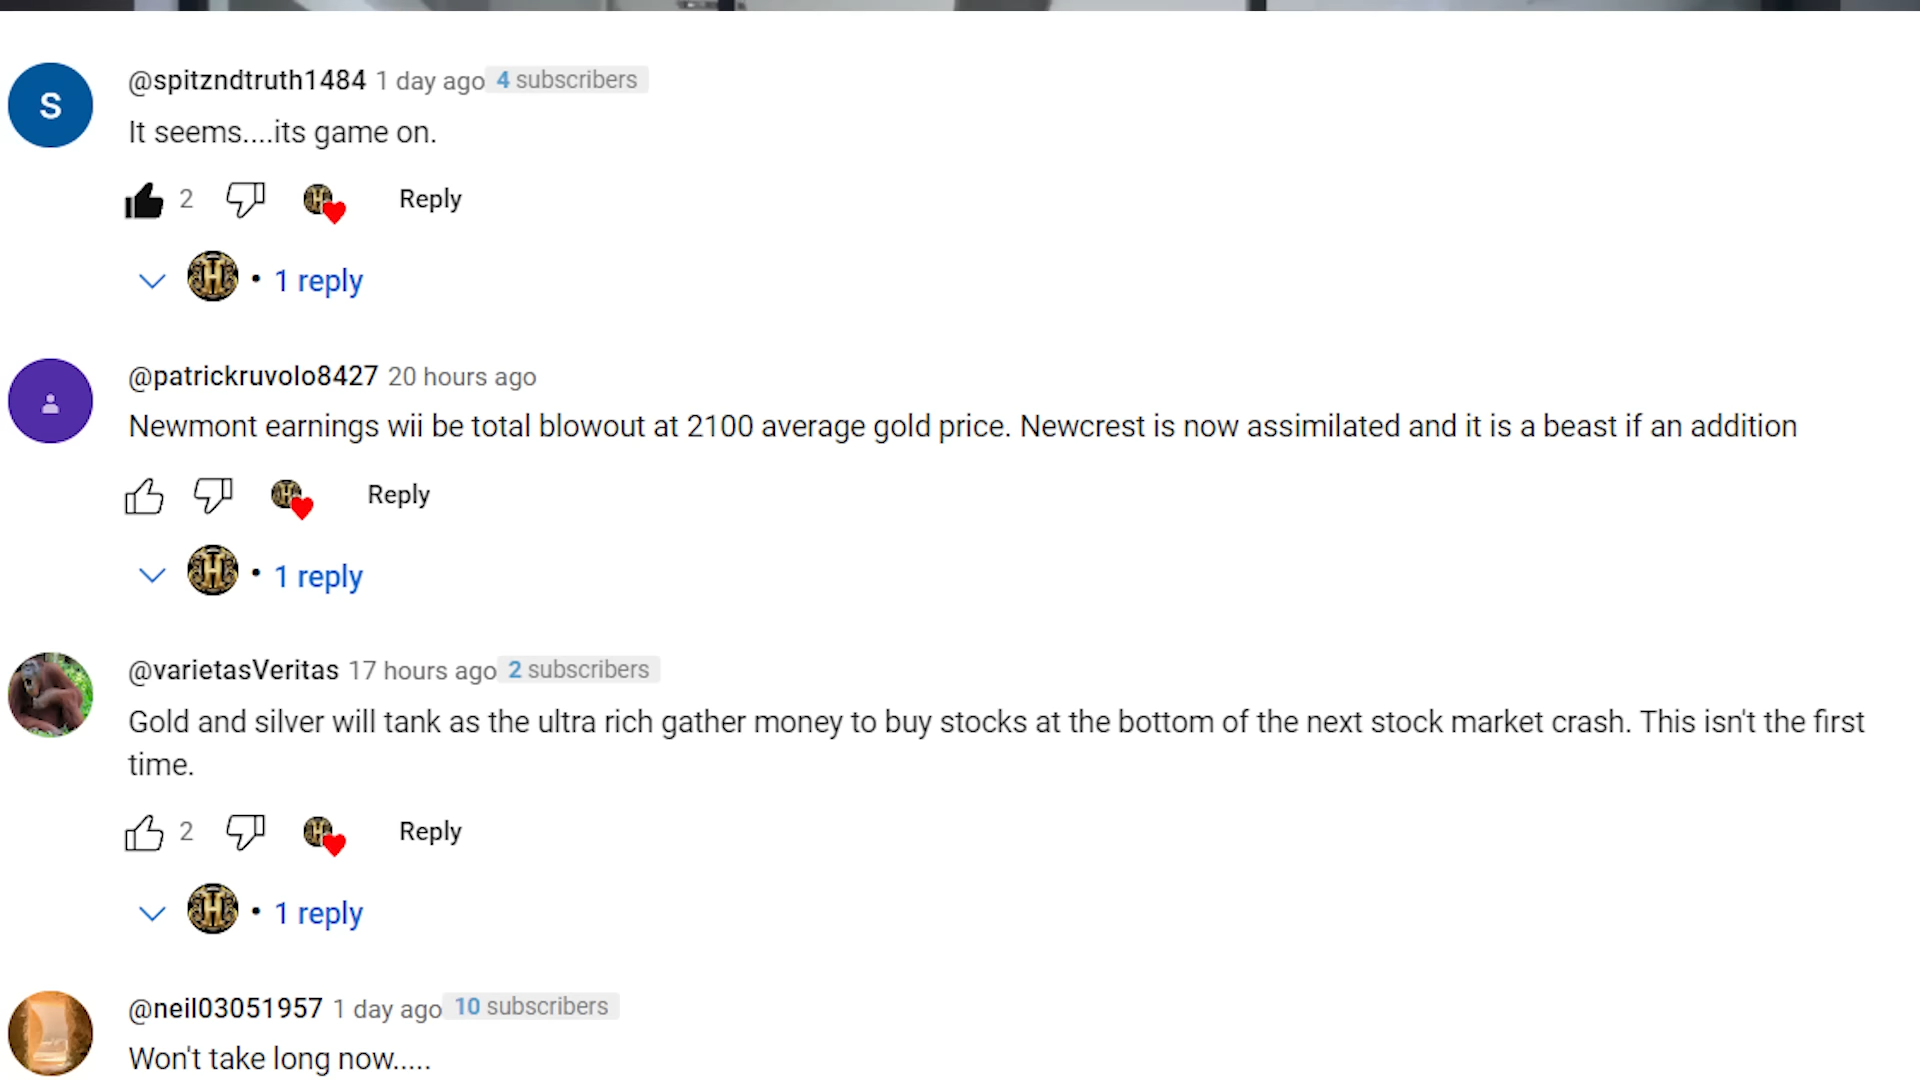 S
@spitzndtruth1484 1 day ago 4 subscribers
It seems....its game on.
2 Reply
H • 1 reply
@patrickruvolo8427 20 hours ago
Newmont earnings wii be total blowout at 2100 average gold price. Newcrest is now assimilated and it is a beast if an addition
Reply
H • 1 reply
@varietasVeritas 17 hours ago 2 subscribers
Gold and silver will tank as the ultra rich gather money to buy stocks at the bottom of the next stock market crash. This isn't the first
time.
2 Reply
H • 1 reply
@neil03051957 1 day ago 10 subscribers
Won't take long now.....